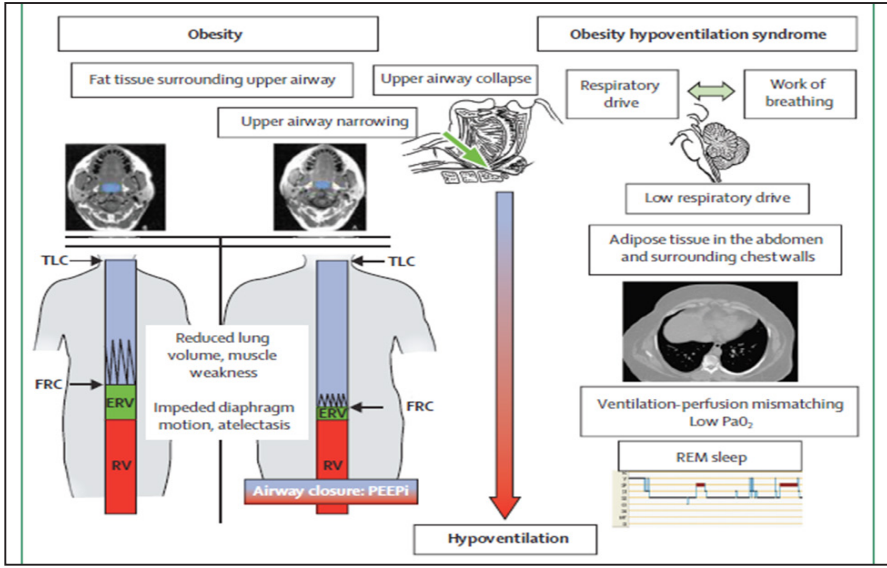 Obesity
Obesity hypoventilation syndrome
Fat tissue surrounding upper airway
Upper airway collapse
Respiratory
drive
Work of
breathing
Upper airway narrowing
Low respiratory drive
Adipose tissue in the abdomen
and surrounding chest walls
TLC
TLC
Reduced lung
volume, muscle
weakness
Impeded diaphragm
motion, atelectasis
FRC
ERV
RV
ERV
FRC
RV
Airway closure: PEEPi
Ventilation-perfusion mismatching
Low PaO₂
REM sleep
Hypoventilation